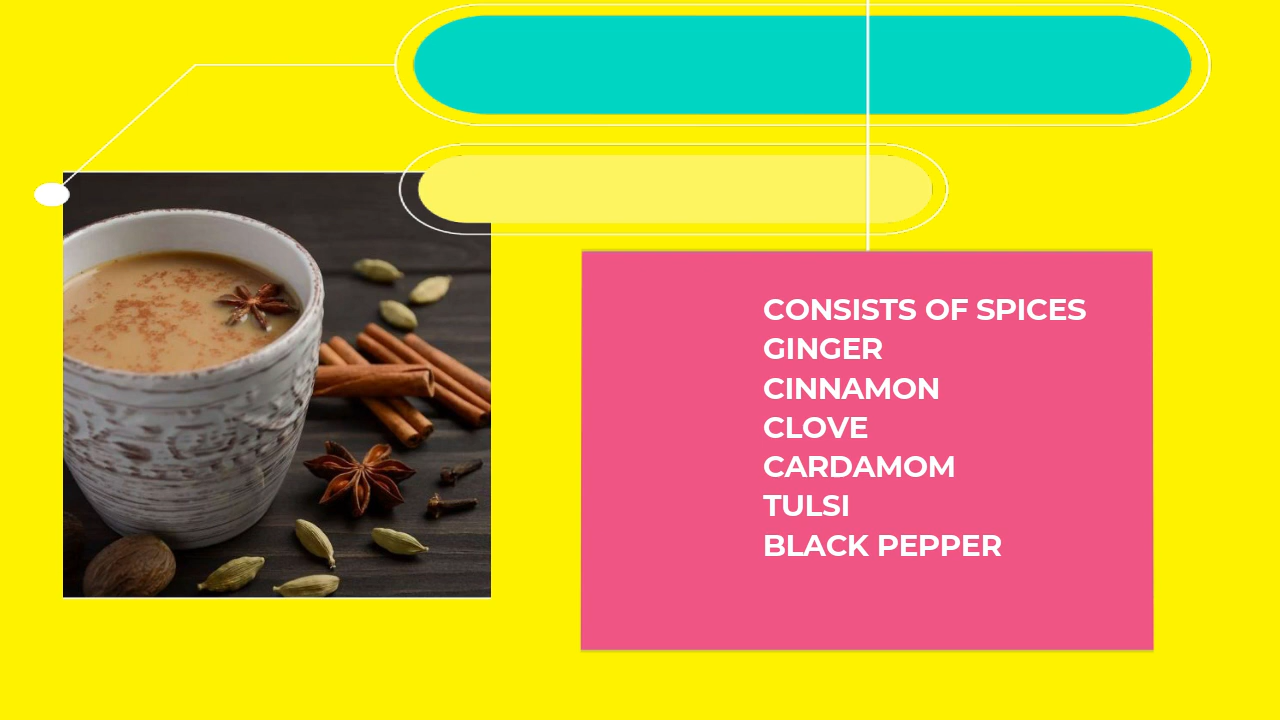 CONSISTS OF SPICES
GINGER
CINNAMON
CLOVE
CARDAMOM
TULSI
BLACK PEPPER